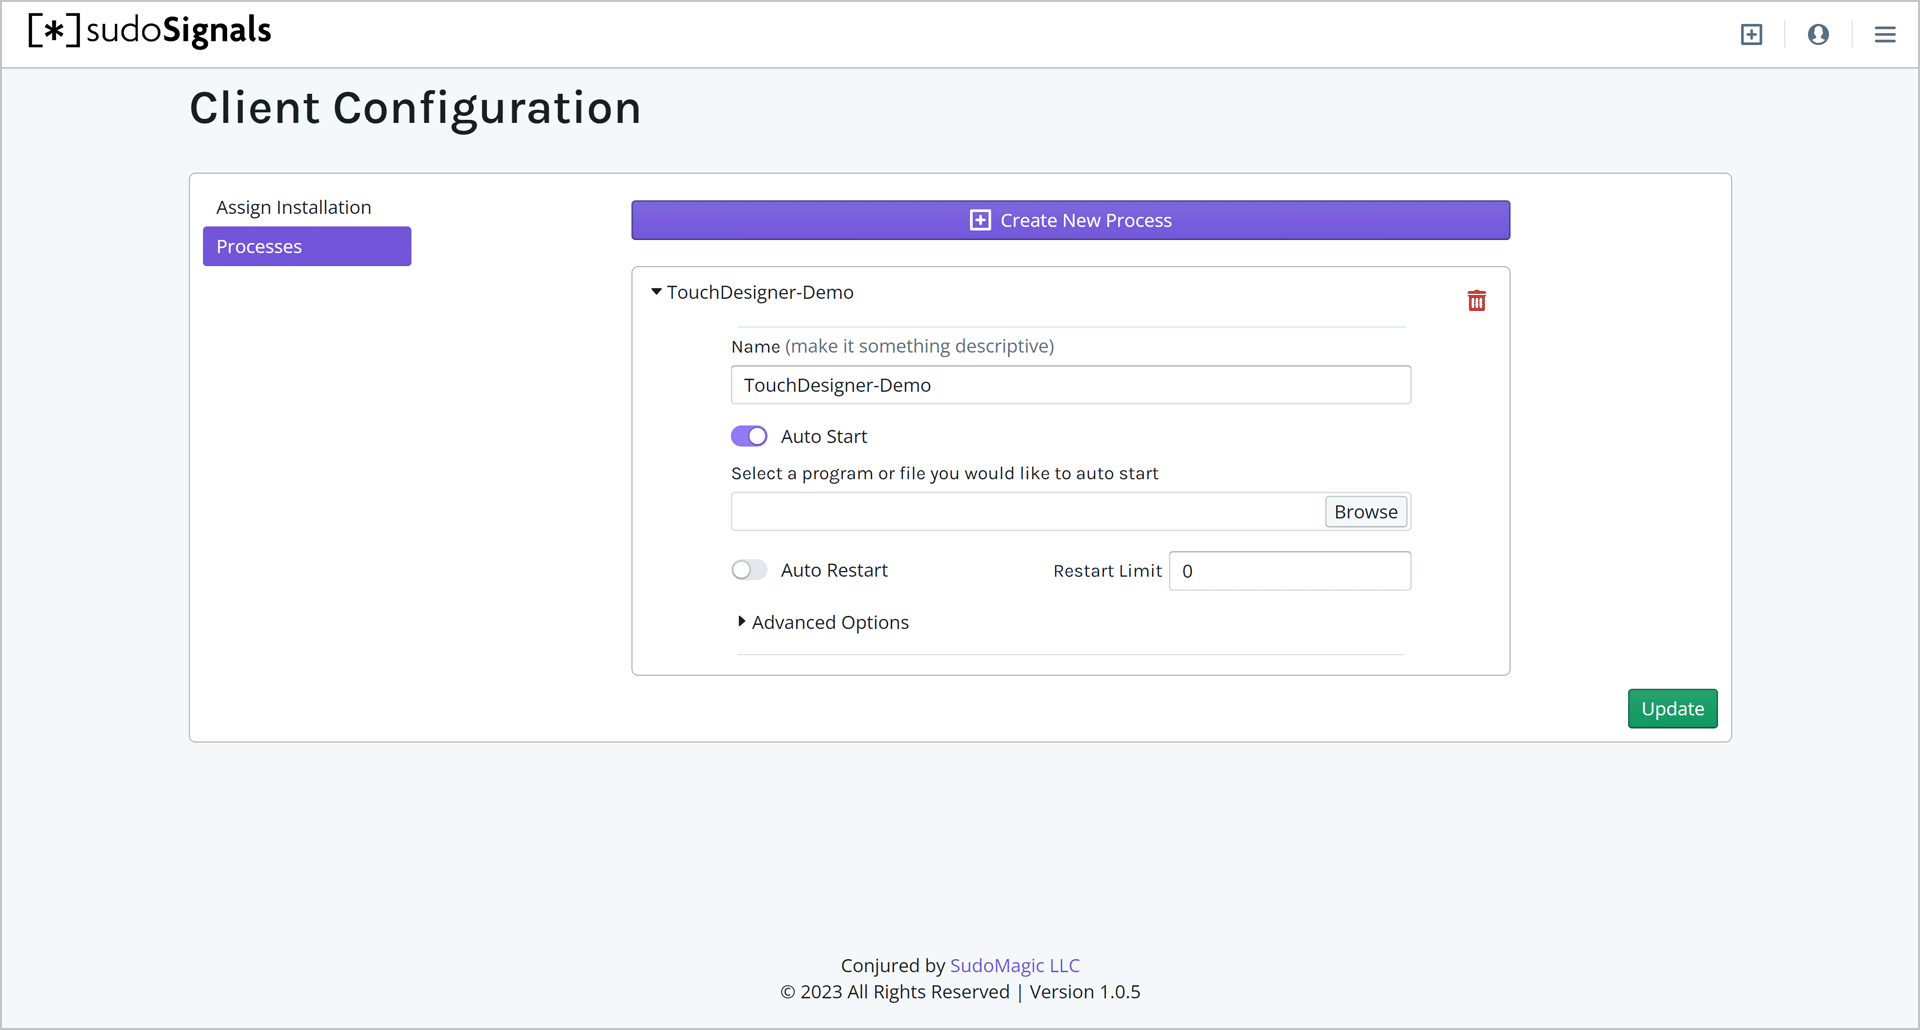 [*]sudoSignals
Client Configuration
Assign Installation
Processes
Create New Process
TouchDesigner-Demo
Name (make it something descriptive)
TouchDesigner-Demo
Auto Start
Select a program or file you would like to auto start
Browse
Auto Restart
Restart Limit 0
Advanced Options
Update
Conjured by SudoMagic LLC
© 2023 All Rights Reserved | Version 1.0.5